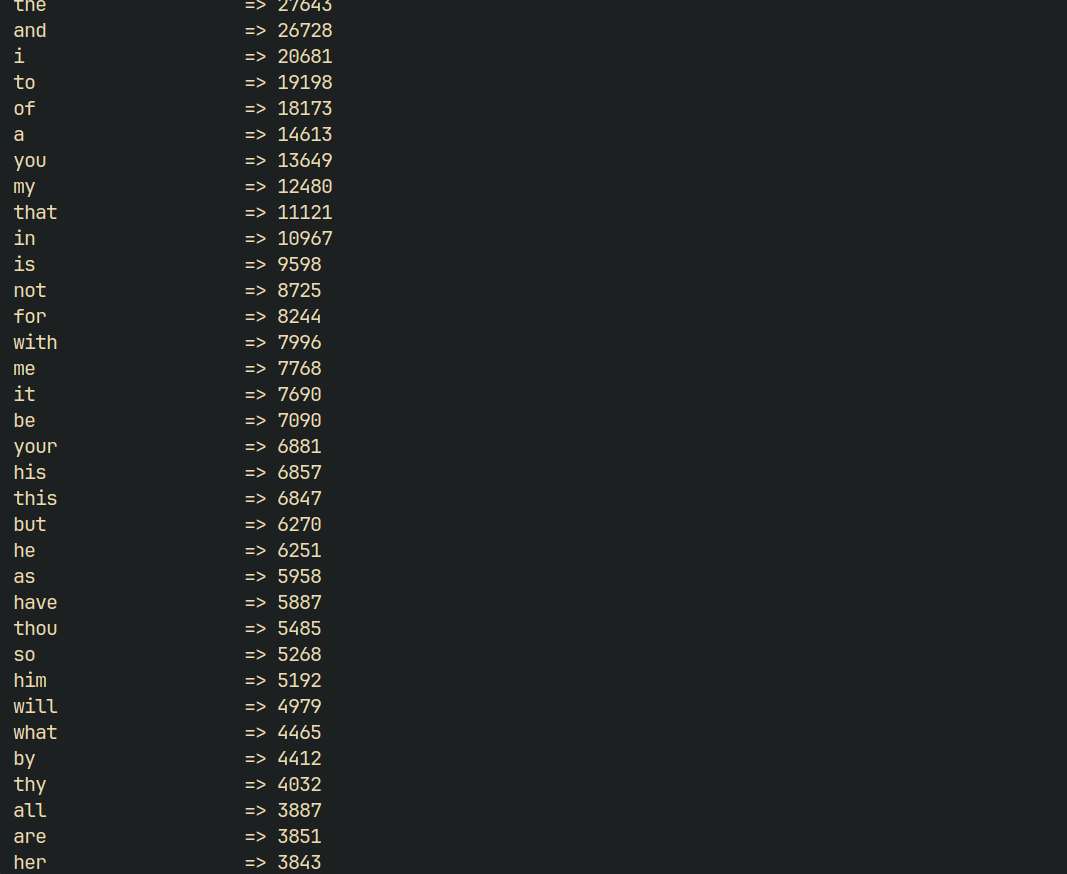 the => 27643
and => 26728
i => 20681
to => 19198
of => 18173
a => 14613
you => 13649
my => 12480
that => 11121
in => 10967
is => 9598
not => 8725
for => 8244
with => 7996
me => 7768
it => 7690
be => 7090
your => 6881
his => 6857
this => 6847
but => 6270
he => 6251
as => 5958
have => 5887
thou => 5485
so => 5268
him => 5192
will => 4979
what => 4465
by => 4412
thy => 4032
all => 3887
are => 3851
her => 3843